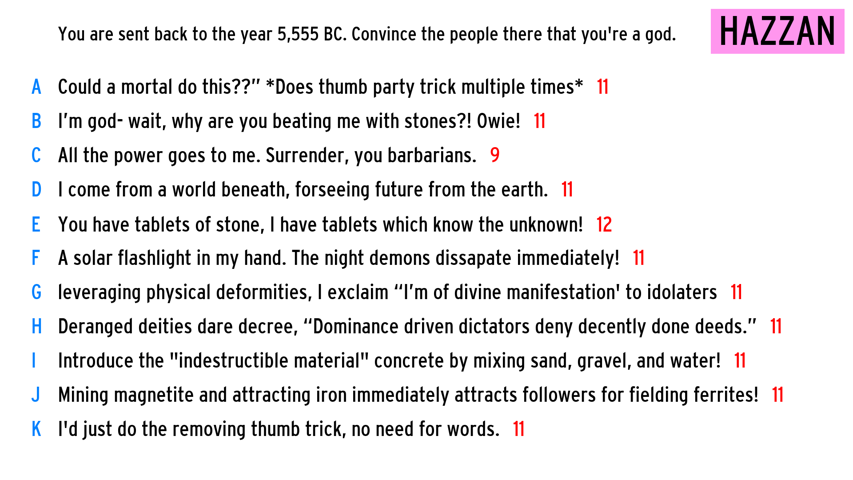 You are sent back to the year 5,555 BC. Convince the people there that you're a god. HAZZAN
A Could a mortal do this??” *Does thumb party trick multiple times* 11
B I’m god- wait, why are you beating me with stones?! Owie! 11
C All the power goes to me. Surrender, you barbarians. 9
D I come from a world beneath, forseeing future from the earth. 11
E You have tablets of stone, I have tablets which know the unknown! 12
F A solar flashlight in my hand. The night demons dissapate immediately! 11
G leveraging physical deformities, I exclaim “I’m of divine manifestation' to idolaters 11
H Deranged deities dare decree, “Dominance driven dictators deny decently done deeds.” 11
I Introduce the "indestructible material" concrete by mixing sand, gravel, and water! 11
J Mining magnetite and attracting iron immediately attracts followers for fielding ferrites! 11
K I'd just do the removing thumb trick, no need for words. 11